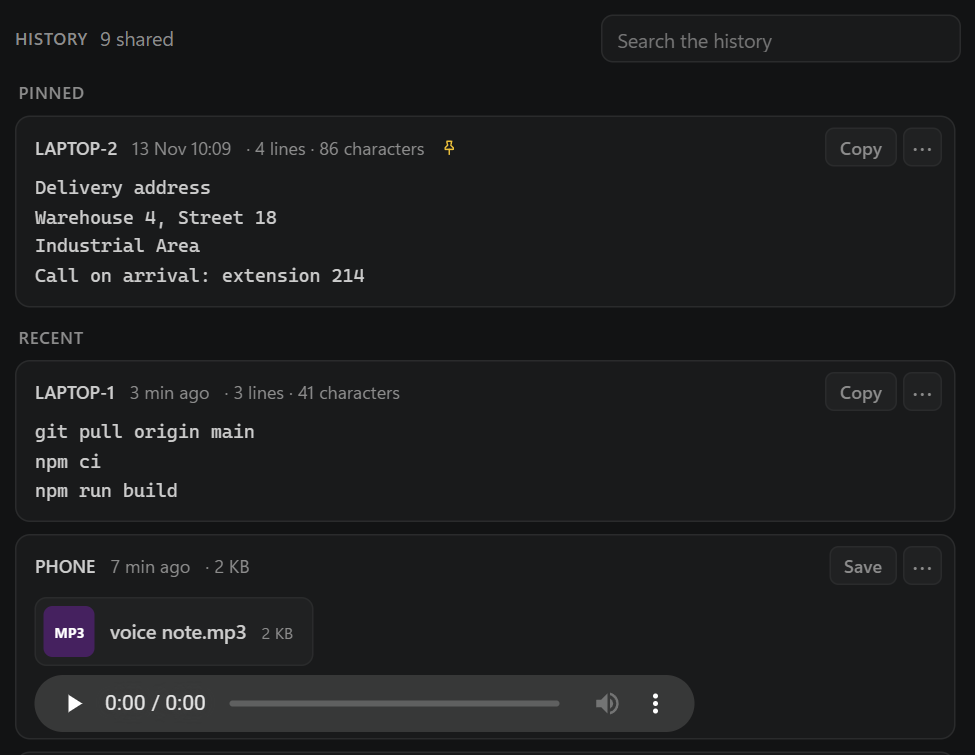 HISTORY 9 shared
Search the history
PINNED
LAPTOP-2 13 Nov 10:09 · 4 lines · 86 characters
Copy ...
Delivery address
Warehouse 4, Street 18
Industrial Area
Call on arrival: extension 214
RECENT
LAPTOP-1 3 min ago · 3 lines · 41 characters
Copy ...
git pull origin main
npm ci
npm run build
PHONE 7 min ago · 2 KB
Save ...
MP3 voice note.mp3 2 KB
0:00 / 0:00